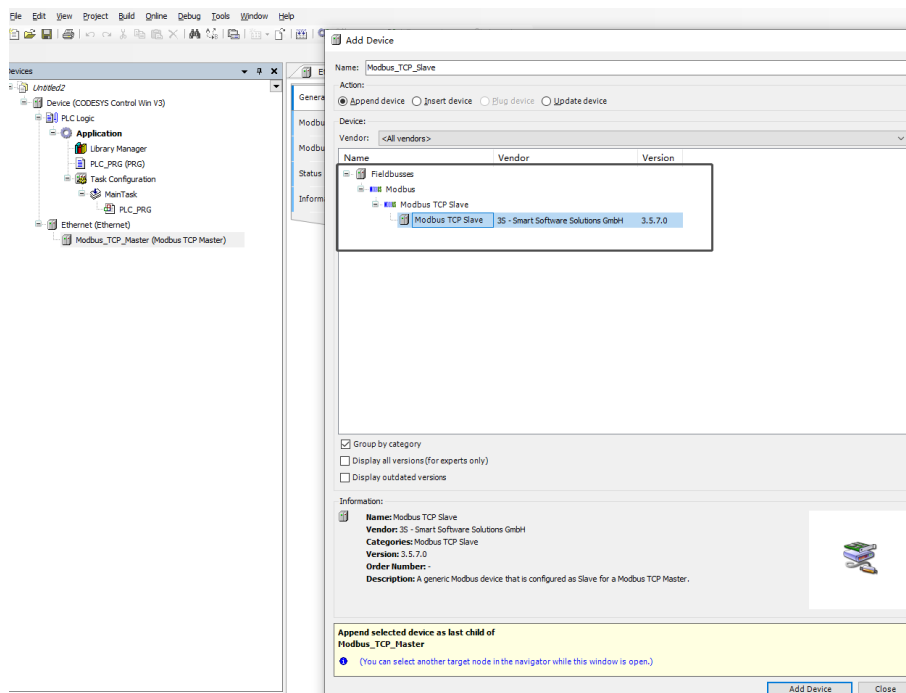 File Edit View Project Build Online Debug Tools Window Help
Add Device
Devices
Untitled2
Device (CODESYS Control Win V3)
PLC Logic
Application
Library Manager
PLC_PRG (PRG)
Task Configuration
MainTask
PLC_PRG
Ethernet (Ethernet)
Modbus_TCP_Master (Modbus TCP Master)
E
Genera
Modbu
Modbu
Status
Inform
Name: Modbus_TCP_Slave
Action:
Append device Insert device Plug device Update device
Device:
Vendor: <All vendors>
Name Vendor Version
Fieldbusses
Modbus
Modbus TCP Slave
Modbus TCP Slave 3S - Smart Software Solutions GmbH 3.5.7.0
Group by category
Display all versions (for experts only)
Display outdated versions
Information:
Name: Modbus TCP Slave
Vendor: 3S - Smart Software Solutions GmbH
Categories: Modbus TCP Slave
Version: 3.5.7.0
Order Number: -
Description: A generic Modbus device that is configured as Slave for a Modbus TCP Master.
Append selected device as last child of
Modbus_TCP_Master
(You can select another target node in the navigator while this window is open.)
Add Device Close